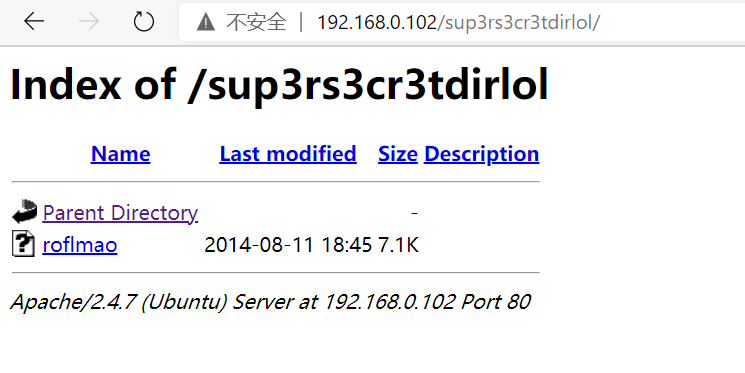 不安全 | 192.168.0.102/sup3rs3cr3tdirlol/
Index of /sup3rs3cr3tdirlol
Name Last modified Size Description
Parent Directory -
roflmao 2014-08-11 18:45 7.1K
Apache/2.4.7 (Ubuntu) Server at 192.168.0.102 Port 80